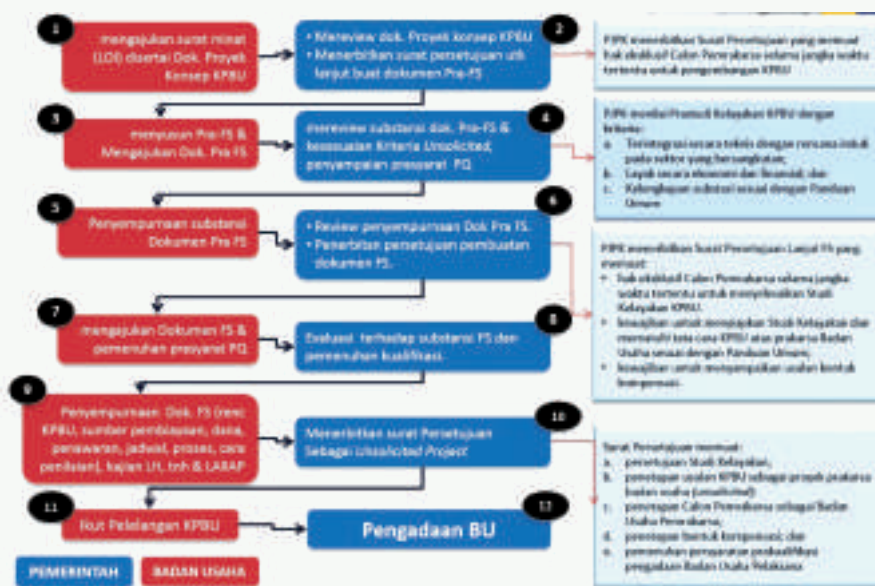 1
mengajukan surat minat
(LOI) disertai Dok. Proyek
Konsep KPBU
2
• Mereview dok. Proyek konsep KPBU
• Menerbitkan surat persetujuan utk
lanjut buat dokumen Pra-FS
PJPK menerbitkan Surat Persetujuan yang memuat
hak eksklusif Calon Pemrakarsa selama jangka waktu
tertentu untuk pengembangan KPBU
3
menyusun Pra-FS &
Mengajukan Dok. Pra FS
4
mereview substansi dok. Pra-FS &
kesesuaian Kriteria Unsolicited,
penyampaian prasyarat PQ
PJPK menilai Prastudi Kelayakan KPBU dengan
kriteria:
a. Terintegrasi secara teknis dengan rencana induk
pada sektor yang bersangkutan;
b. Layak secara ekonomi dan finansial; dan
c. Kelengkapan substansi sesuai dengan Panduan
Umum
5
Penyempurnaan substansi
Dokumen Pra FS
6
• Review penyempurnaan Dok Pra FS.
• Penerbitan persetujuan pembuatan
dokumen FS.
PJPK menerbitkan Surat Persetujuan Lanjut FS yang
memuat:
• hak eksklusif Calon Pemrakarsa selama jangka
waktu tertentu untuk menyelesaikan Studi
Kelayakan KPBU.
• kewajiban untuk menyiapkan Studi Kelayakan dan
mematuhi tata cara KPBU atas prakarsa Badan
Usaha sesuai dengan Panduan Umum;
• kewajiban untuk menyampaikan usulan bentuk
kompensasi.
7
mengajukan Dokumen FS &
pemenuhan prasyarat PQ
8
Evaluasi terhadap substansi FS dan
pemenuhan kualifikasi.
9
Penyempurnaan Dok. FS
KPBU, sumber pembiayaan, dana,
penawaran, jadwal, proses, cara
penilaian), kajian LH, tnh & LARAP
10
Menerbitkan surat Persetujuan
Sebagai Unsolicited Project
Surat Persetujuan memuat:
a. persetujuan Studi Kelayakan;
b. penetapan usulan KPBU sebagai proyek prakarsa
badan usaha (unsolicited)
c. penetapan Calon Pemrakarsa sebagai Badan
Usaha Pemrakarsa;
d. penetapan bentuk kompensasi; dan
e. pemenuhan persyaratan prakualifikasi
pengadaan Badan Usaha Pelaksana
11
Ikut Pelelangan KPBU
12
Pengadaan BU
PEMERINTAH
BADAN USAHA